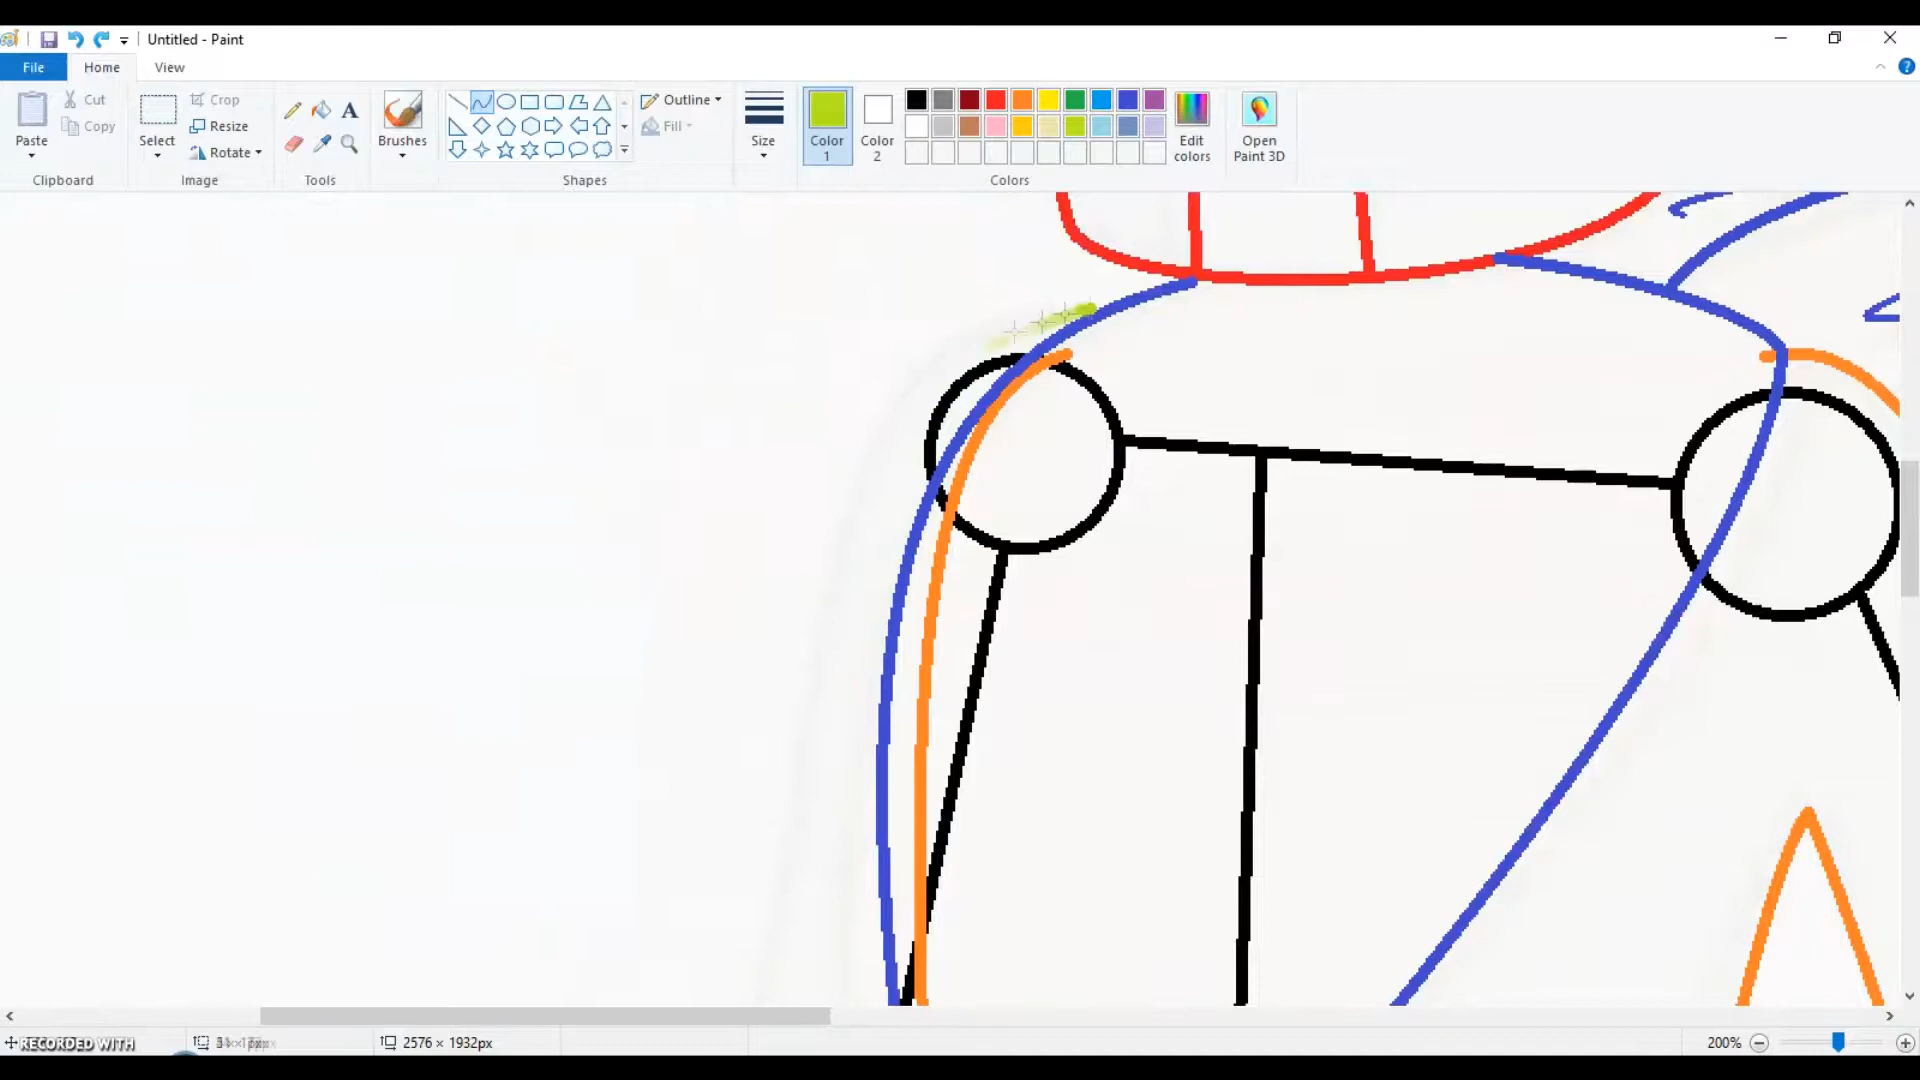 Untitled - Paint
File Home View
Paste
Cut
Copy
Clipboard
Select
Crop
Resize
Rotate
Image
Tools
Brushes
Outline
Fill
Shapes
Size
Color 1
Color 2
Edit colors
Open Paint 3D
Colors
RECORDED WITH
2576 × 1932px
200%